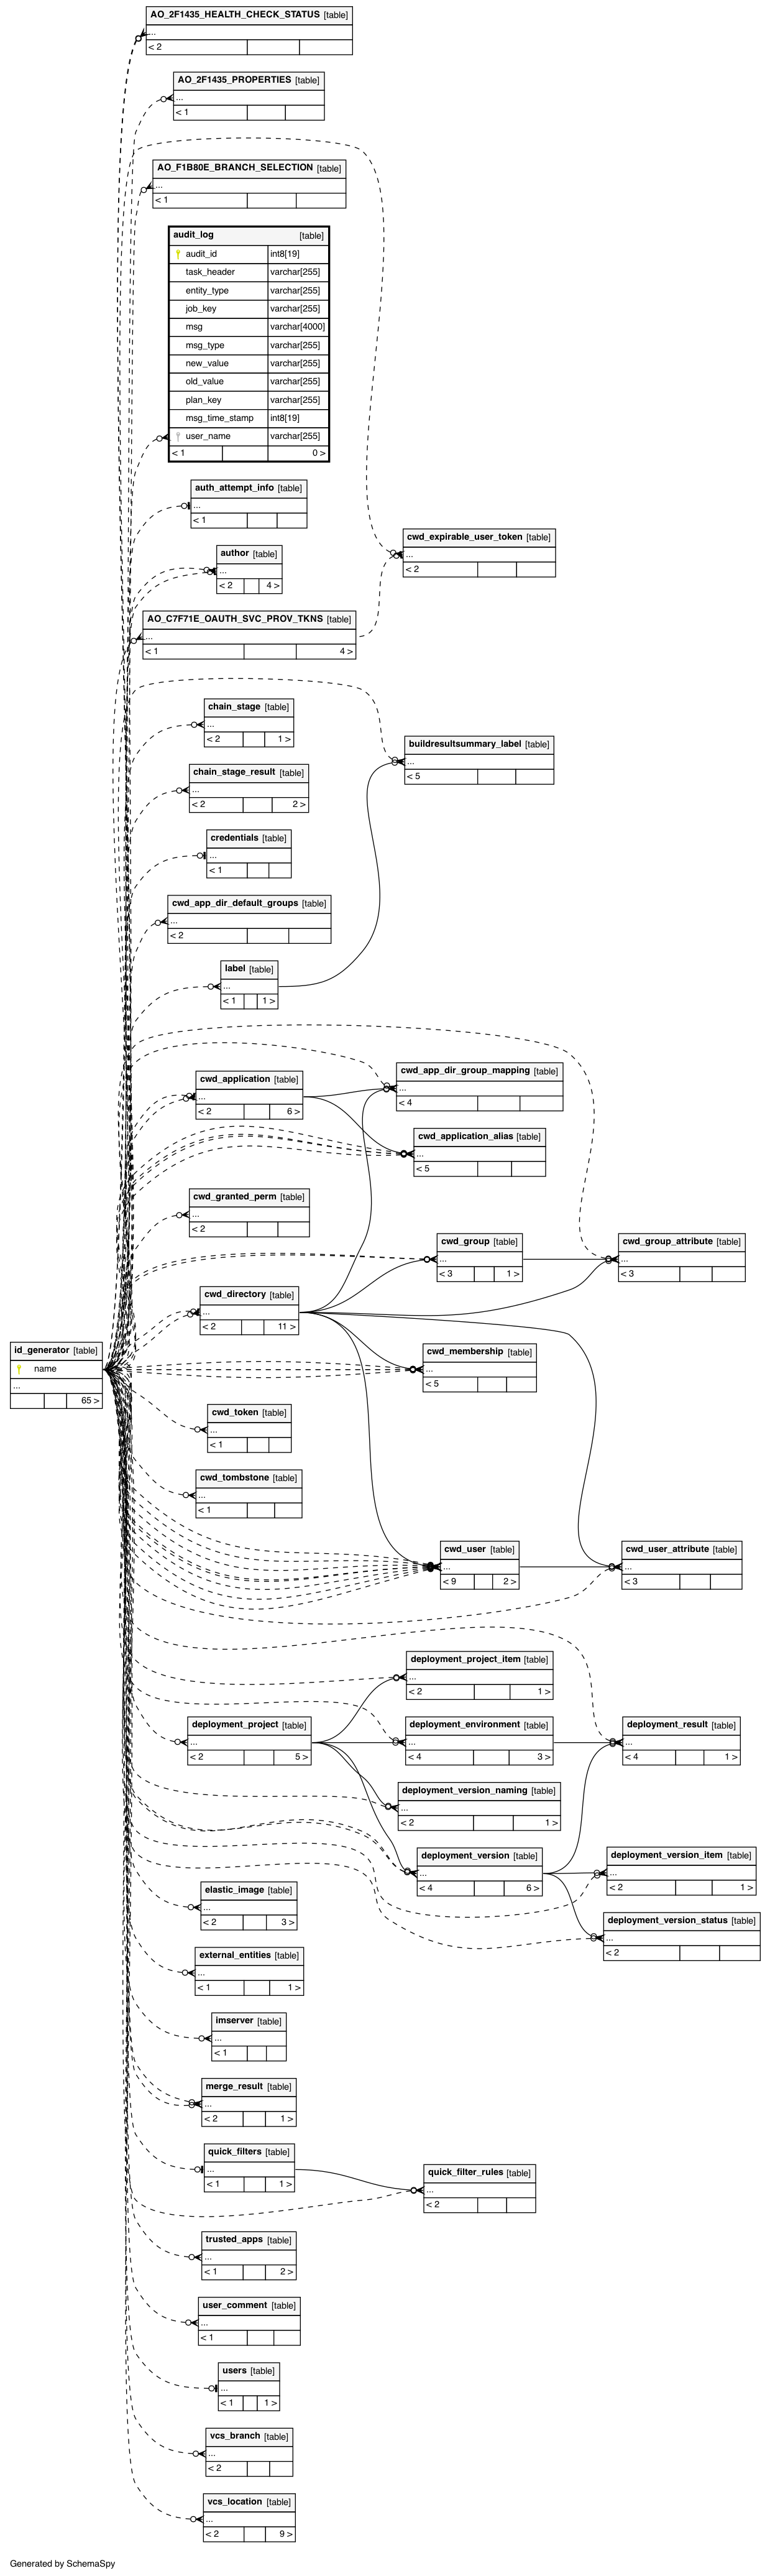 AO_2F1435_HEALTH_CHECK_STATUS [table]
...
< 2
AO_2F1435_PROPERTIES [table]
...
< 1
AO_F1B80E_BRANCH_SELECTION [table]
...
< 1
audit_log [table]
audit_id int8[19]
task_header varchar[255]
entity_type varchar[255]
job_key varchar[255]
msg varchar[4000]
msg_type varchar[255]
new_value varchar[255]
old_value varchar[255]
plan_key varchar[255]
msg_time_stamp int8[19]
user_name varchar[255]
< 1 0 >
auth_attempt_info [table]
...
< 1
cwd_expirable_user_token [table]
...
< 2
author [table]
...
< 2 4 >
AO_C7F71E_OAUTH_SVC_PROV_TKNS [table]
...
< 1 4 >
chain_stage [table]
...
< 2 1 >
buildresultsummary_label [table]
...
< 5
chain_stage_result [table]
...
< 2 2 >
credentials [table]
...
< 1
cwd_app_dir_default_groups [table]
...
< 2
label [table]
...
< 1 1 >
cwd_app_dir_group_mapping [table]
...
< 4
cwd_application [table]
...
< 2 6 >
cwd_application_alias [table]
...
< 5
cwd_granted_perm [table]
...
< 2
cwd_group [table]
...
< 3 1 >
cwd_group_attribute [table]
...
< 3
cwd_directory [table]
...
< 2 11 >
id_generator [table]
name
...
65 >
cwd_membership [table]
...
< 5
cwd_token [table]
...
< 1
cwd_tombstone [table]
...
< 1
cwd_user [table]
...
< 9 2 >
cwd_user_attribute [table]
...
< 3
deployment_project_item [table]
...
< 2 1 >
deployment_project [table]
...
< 2 5 >
deployment_environment [table]
...
< 4 3 >
deployment_result [table]
...
< 4 1 >
deployment_version_naming [table]
...
< 2 1 >
deployment_version [table]
...
< 4 6 >
deployment_version_item [table]
...
< 2 1 >
elastic_image [table]
...
< 2 3 >
deployment_version_status [table]
...
< 2
external_entities [table]
...
< 1 1 >
imserver [table]
...
< 1
merge_result [table]
...
< 2 1 >
quick_filters [table]
...
< 1 1 >
quick_filter_rules [table]
...
< 2
trusted_apps [table]
...
< 1 2 >
user_comment [table]
...
< 1
users [table]
...
< 1 1 >
vcs_branch [table]
...
< 2
vcs_location [table]
...
< 2 9 >
Generated by SchemaSpy